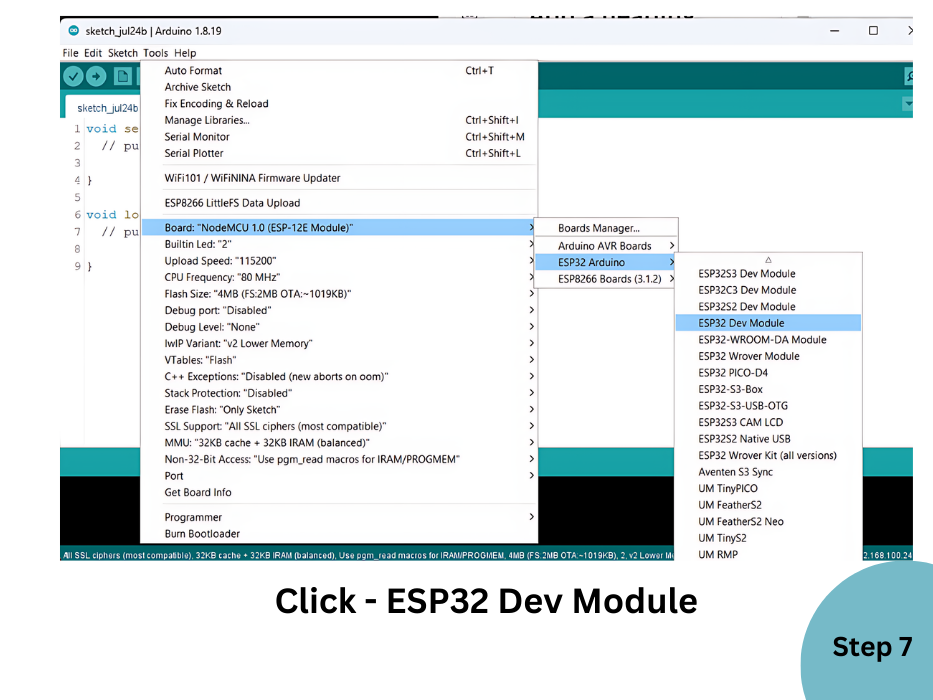 sketch_jul24b | Arduino 1.8.19
File Edit Sketch Tools Help
sketch_jul24b
1 void se
2 // pu
3
4 }
5
6 void lo
7 // pu
8
9 }
Auto Format Ctrl+T
Archive Sketch
Fix Encoding & Reload
Manage Libraries... Ctrl+Shift+I
Serial Monitor Ctrl+Shift+M
Serial Plotter Ctrl+Shift+L
WiFi101 / WiFiNINA Firmware Updater
ESP8266 LittleFS Data Upload
Board: "NodeMCU 1.0 (ESP-12E Module)"
Builtin Led: "2"
Upload Speed: "115200"
CPU Frequency: "80 MHz"
Flash Size: "4MB (FS:2MB OTA:~1019KB)"
Debug port: "Disabled"
Debug Level: "None"
IwIP Variant: "v2 Lower Memory"
VTables: "Flash"
C++ Exceptions: "Disabled (new aborts on oom)"
Stack Protection: "Disabled"
Erase Flash: "Only Sketch"
SSL Support: "All SSL ciphers (most compatible)"
MMU: "32KB cache + 32KB IRAM (balanced)"
Non-32-Bit Access: "Use pgm_read macros for IRAM/PROGMEM"
Port
Get Board Info
Programmer
Burn Bootloader
Boards Manager...
Arduino AVR Boards
ESP32 Arduino
ESP8266 Boards (3.1.2)
ESP32S3 Dev Module
ESP32C3 Dev Module
ESP32S2 Dev Module
ESP32 Dev Module
ESP32-WROOM-DA Module
ESP32 Wrover Module
ESP32 PICO-D4
ESP32-S3-Box
ESP32-S3-USB-OTG
ESP32S3 CAM LCD
ESP32S2 Native USB
ESP32 Wrover Kit (all versions)
Aventen S3 Sync
UM TinyPICO
UM FeatherS2
UM FeatherS2 Neo
UM TinyS2
UM RMP
All SSL ciphers (most compatible), 32KB cache + 32KB IRAM (balanced), Use pgm_read macros for IRAM/PROGMEM, 4MB (FS:2MB OTA:~1019KB), 2, v2 Lower Me 2.168.100.24
Click - ESP32 Dev Module
Step 7